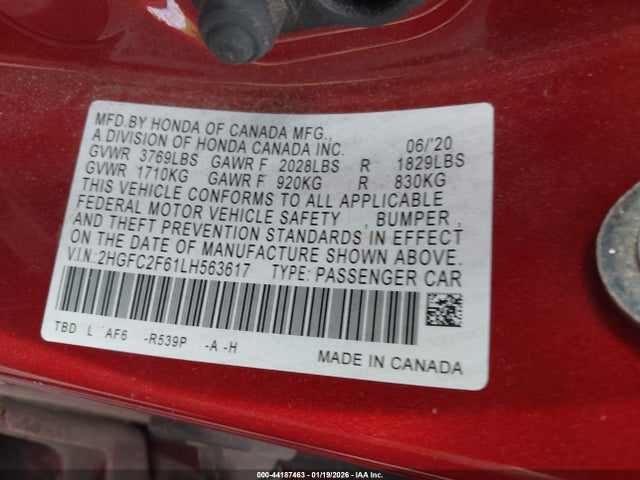 MFD.BY HONDA OF CANADA MFG.,
A DIVISION OF HONDA CANADA INC. 06/'20
GVWR 3769LBS GAWR F 2028LBS R 1829LBS
GVWR 1710KG GAWR F 920KG R 830KG
THIS VEHICLE CONFORMS TO ALL APPLICABLE
FEDERAL MOTOR VEHICLE SAFETY , BUMPER ,
AND THEFT PREVENTION STANDARDS IN EFFECT
ON THE DATE OF MANUFACTURE SHOWN ABOVE.
V.I.N:2HGFC2F61LH563617 TYPE: PASSENGER CAR
TBD L AF6 -R539P -A -H
MADE IN CANADA
000-44187463 | 01/19/2026 | IAA Inc.